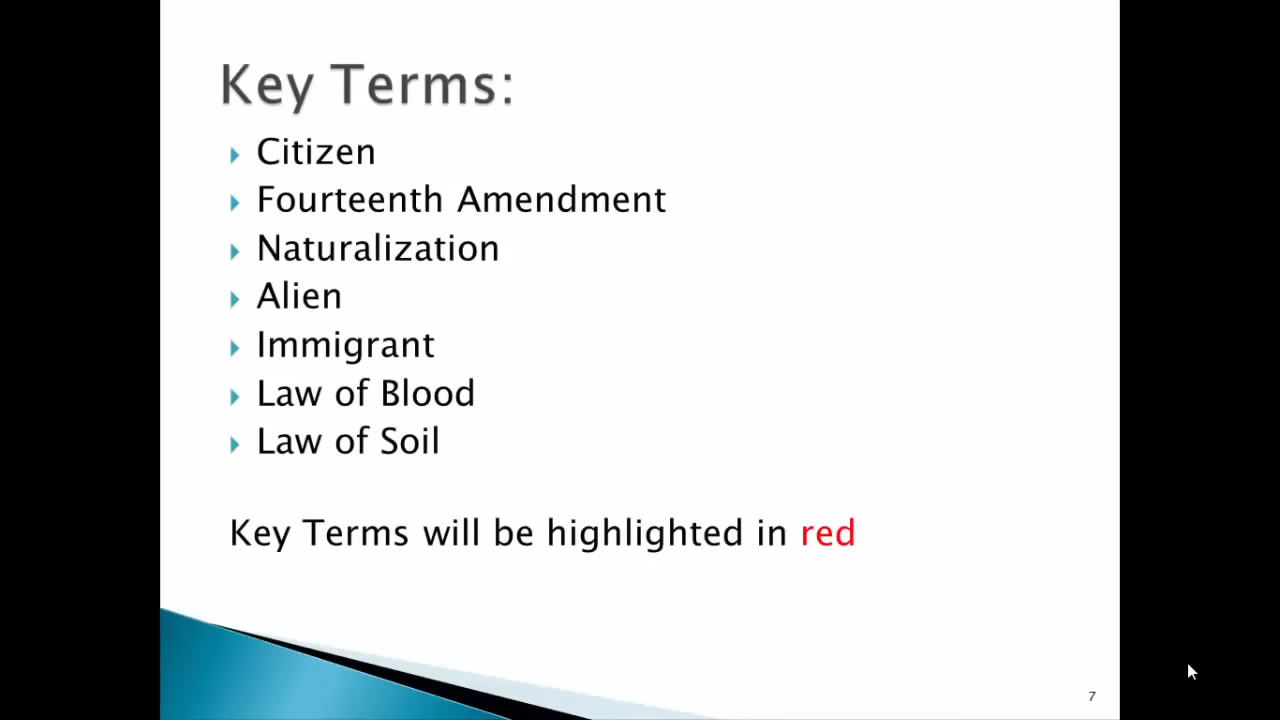 Key Terms:
Citizen
Fourteenth Amendment
Naturalization
Alien
Immigrant
Law of Blood
Law of Soil
Key Terms will be highlighted in red
7